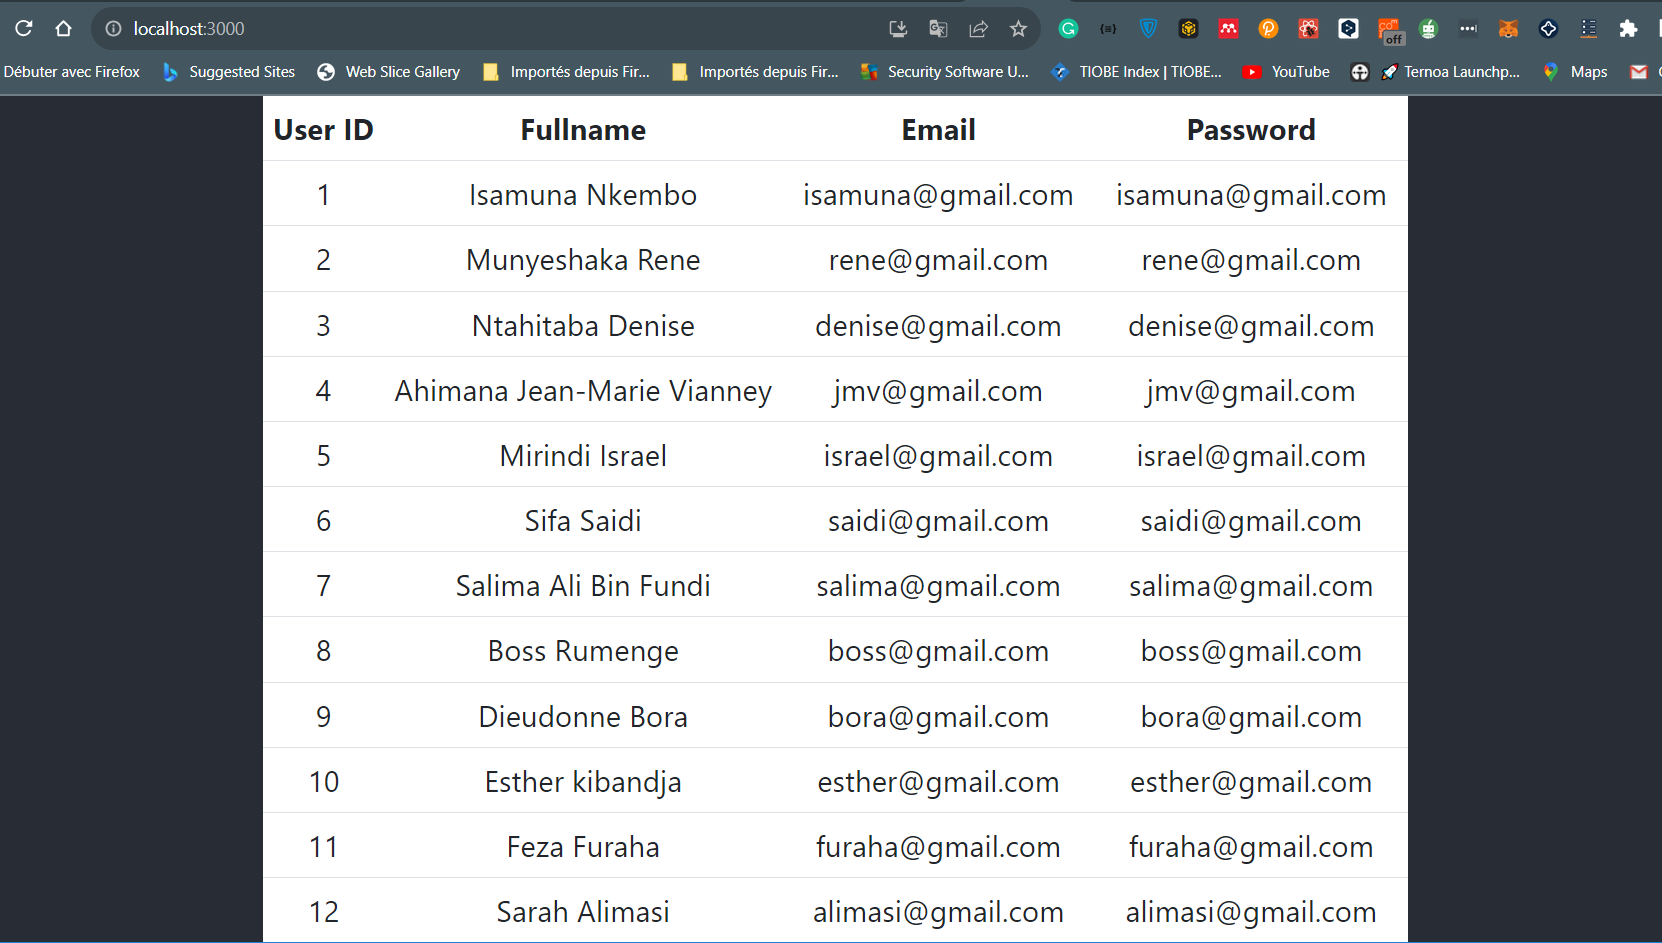 localhost:3000
off
Débuter avec Firefox Suggested Sites Web Slice Gallery Importés depuis Fir... Importés depuis Fir... Security Software U... TIOBE Index | TIOBE... YouTube Ternoa Launchp... Maps
User ID Fullname Email Password
1 Isamuna Nkembo isamuna@gmail.com isamuna@gmail.com
2 Munyeshaka Rene rene@gmail.com rene@gmail.com
3 Ntahitaba Denise denise@gmail.com denise@gmail.com
4 Ahimana Jean-Marie Vianney jmv@gmail.com jmv@gmail.com
5 Mirindi Israel israel@gmail.com israel@gmail.com
6 Sifa Saidi saidi@gmail.com saidi@gmail.com
7 Salima Ali Bin Fundi salima@gmail.com salima@gmail.com
8 Boss Rumenge boss@gmail.com boss@gmail.com
9 Dieudonne Bora bora@gmail.com bora@gmail.com
10 Esther kibandja esther@gmail.com esther@gmail.com
11 Feza Furaha furaha@gmail.com furaha@gmail.com
12 Sarah Alimasi alimasi@gmail.com alimasi@gmail.com